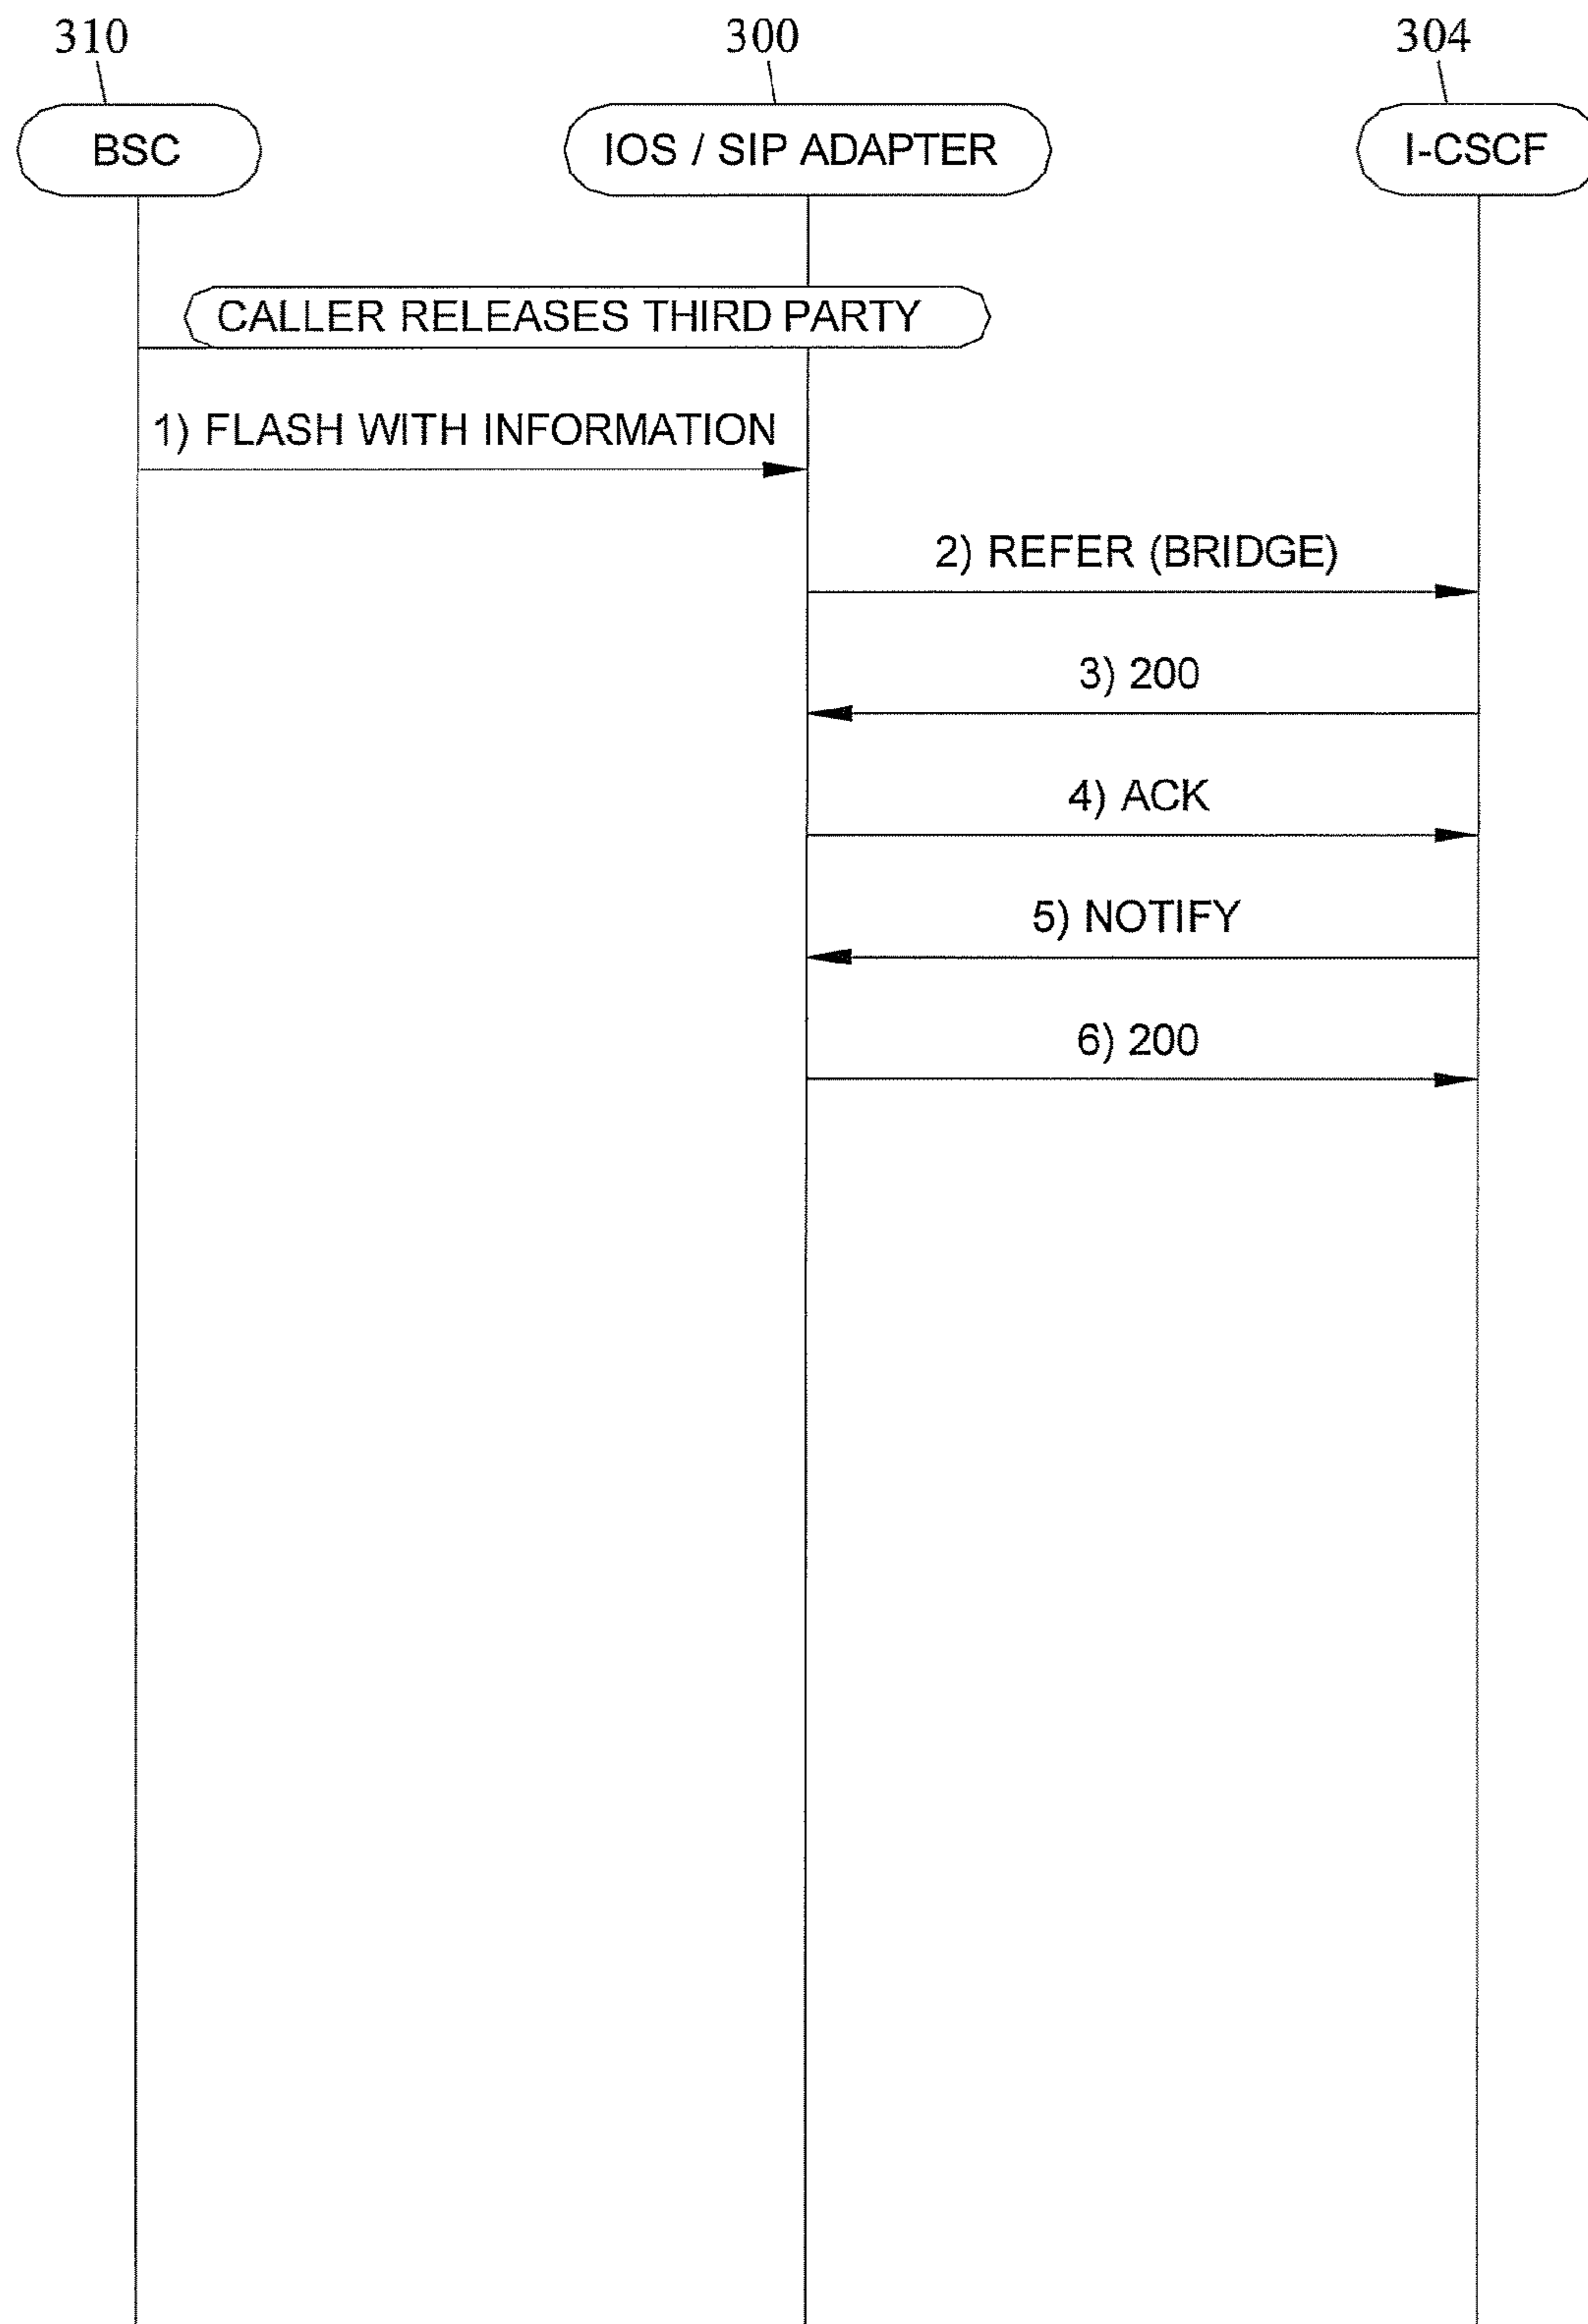 310
300
304
BSC
IOS / SIP ADAPTER
I-CSCF
CALLER RELEASES THIRD PARTY
1) FLASH WITH INFORMATION
2) REFER (BRIDGE)
3) 200
4) ACK
5) NOTIFY
6) 200